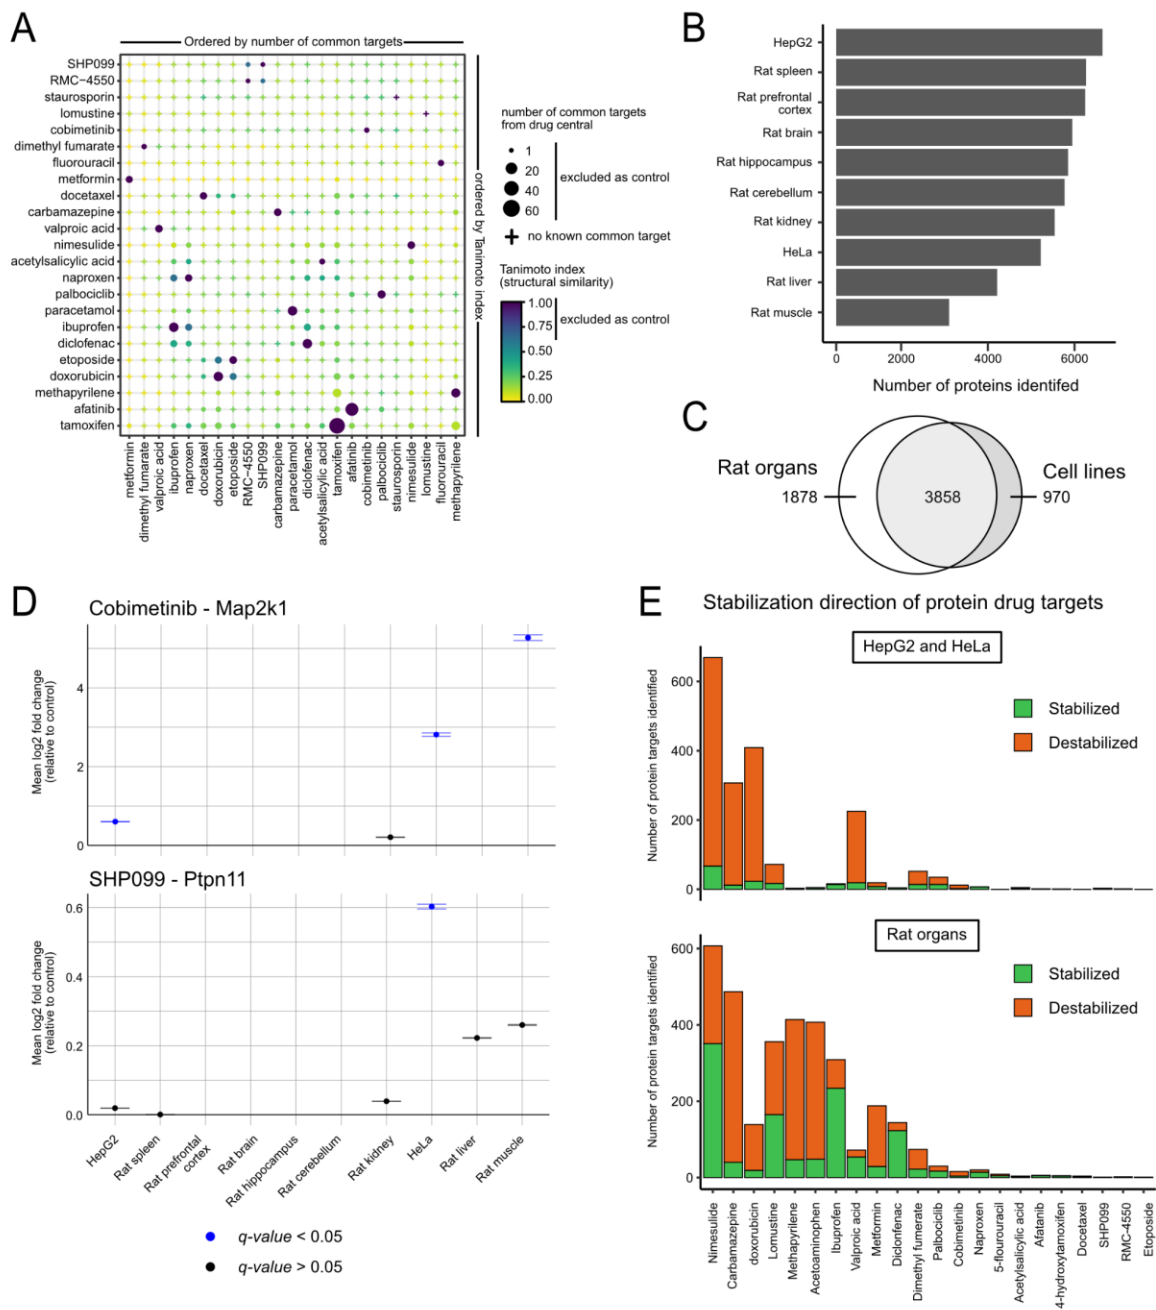 A
Ordered by number of common targets
SHP099
RMC−4550
staurosporin
lomustine
cobimetinib
dimethyl fumarate
fluorouracil
metformin
docetaxel
carbamazepine
valproic acid
nimesulide
acetylsalicylic acid
naproxen
palbociclib
paracetamol
ibuprofen
diclofenac
etoposide
doxorubicin
methapyrilene
afatinib
tamoxifen
metformin
dimethyl fumarate
valproic acid
ibuprofen
naproxen
docetaxel
doxorubicin
etoposide
RMC-4550
SHP099
carbamazepine
paracetamol
diclofenac
acetylsalicylic acid
tamoxifen
afatinib
cobimetinib
palbociclib
staurosporin
nimesulide
lomustine
fluorouracil
methapyrilene
ordered by Tanimoto index
number of common targets
from drug central
1
20
40
60
excluded as control
no known common target
Tanimoto index
(structural similarity)
1.00
0.75
0.50
0.25
0.00
excluded as control
B
HepG2
Rat spleen
Rat prefrontal
cortex
Rat brain
Rat hippocampus
Rat cerebellum
Rat kidney
HeLa
Rat liver
Rat muscle
0
2000
4000
6000
Number of proteins identifed
C
Rat organs
1878
3858
Cell lines
970
D
Cobimetinib - Map2k1
Mean log2 fold change
(relative to control)
4
2
0
SHP099 - Ptpn11
Mean log2 fold change
(relative to control)
0.6
0.4
0.2
0.0
HepG2
Rat spleen
Rat prefrontal
cortex
Rat brain
Rat hippocampus
Rat cerebellum
Rat kidney
HeLa
Rat liver
Rat muscle
q-value < 0.05
q-value > 0.05
E
Stabilization direction of protein drug targets
HepG2 and HeLa
Number of protein targets identified
600
400
200
0
Stabilized
Destabilized
Rat organs
Number of protein targets identified
600
400
200
0
Stabilized
Destabilized
Nimesulide
Carbamazepine
doxorubicin
Lomustine
Methapyrilene
Acetoaminophen
Ibuprofen
Valproic acid
Metformin
Diclonfenac
Dimethyl fumerate
Palbociclib
Cobimetinib
Naproxen
5-flourouracil
Acetylsalicylic acid
Afatanib
4-hydroxytamoxifen
Docetaxel
SHP099
RMC-4550
Etoposide